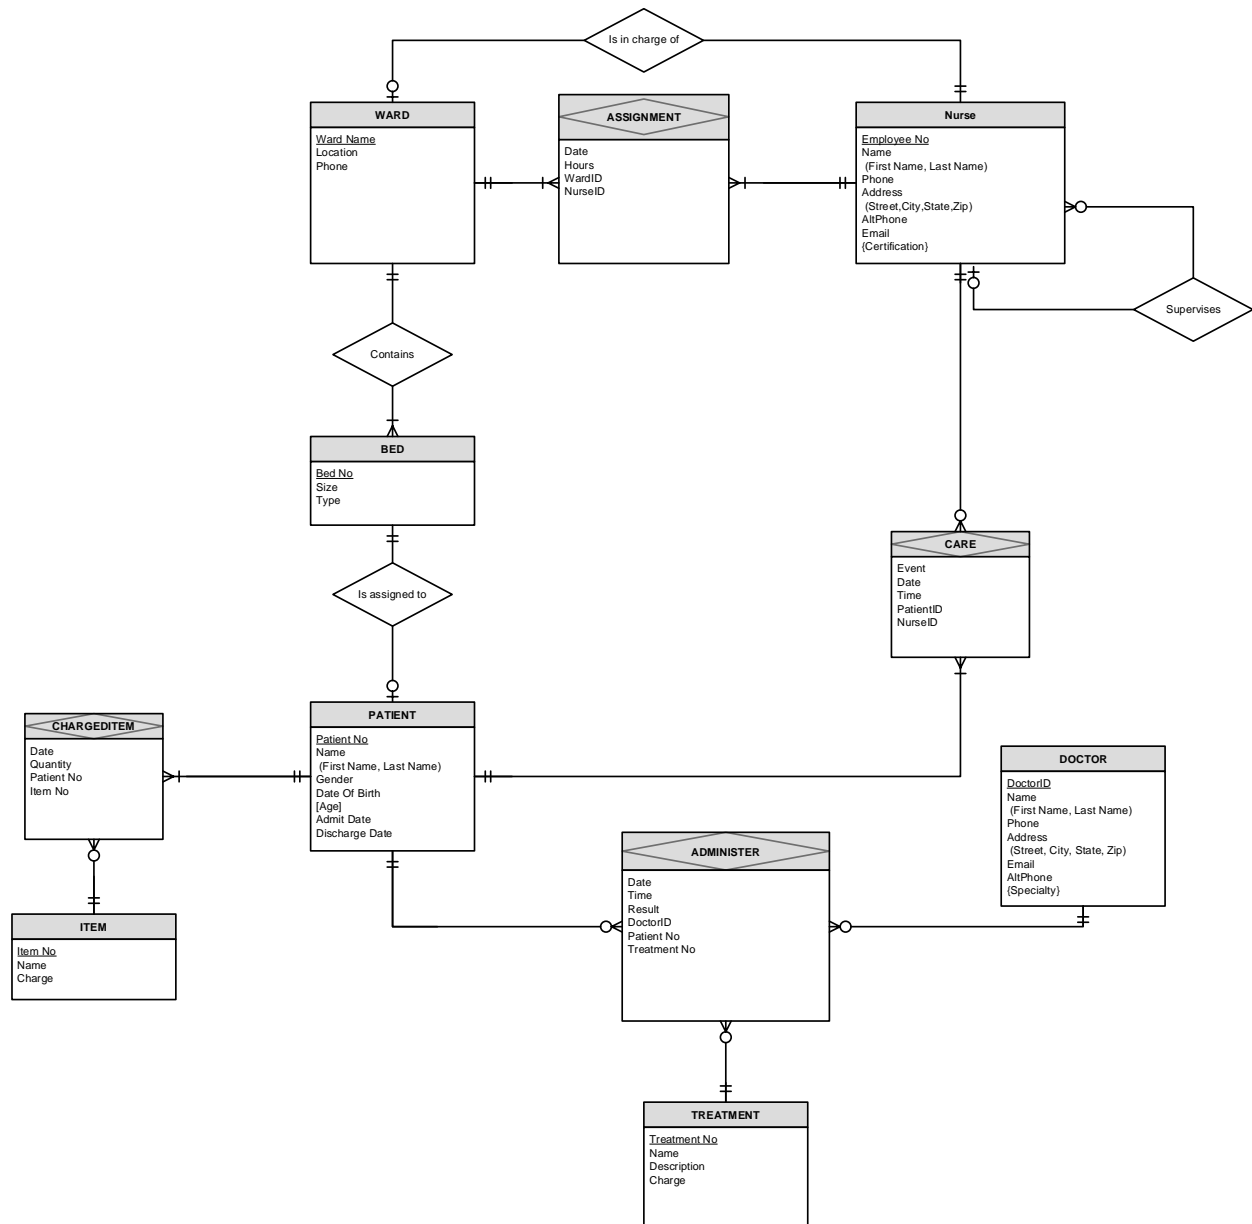 Is in charge of
WARD
Ward Name
Location
Phone
ASSIGNMENT
Date
Hours
WardID
NurseID
Nurse
Employee No
Name
(First Name, Last Name)
Phone
Address
(Street,City,State,Zip)
AltPhone
Email
{Certification}
Supervises
Contains
BED
Bed No
Size
Type
Is assigned to
CARE
Event
Date
Time
PatientID
NurseID
CHARGEDITEM
Date
Quantity
Patient No
Item No
PATIENT
Patient No
Name
(First Name, Last Name)
Gender
Date Of Birth
[Age]
Admit Date
Discharge Date
DOCTOR
DoctorID
Name
(First Name, Last Name)
Phone
Address
(Street, City, State, Zip)
Email
AltPhone
{Specialty}
ADMINISTER
Date
Time
Result
DoctorID
Patient No
Treatment No
ITEM
Item No
Name
Charge
TREATMENT
Treatment No
Name
Description
Charge